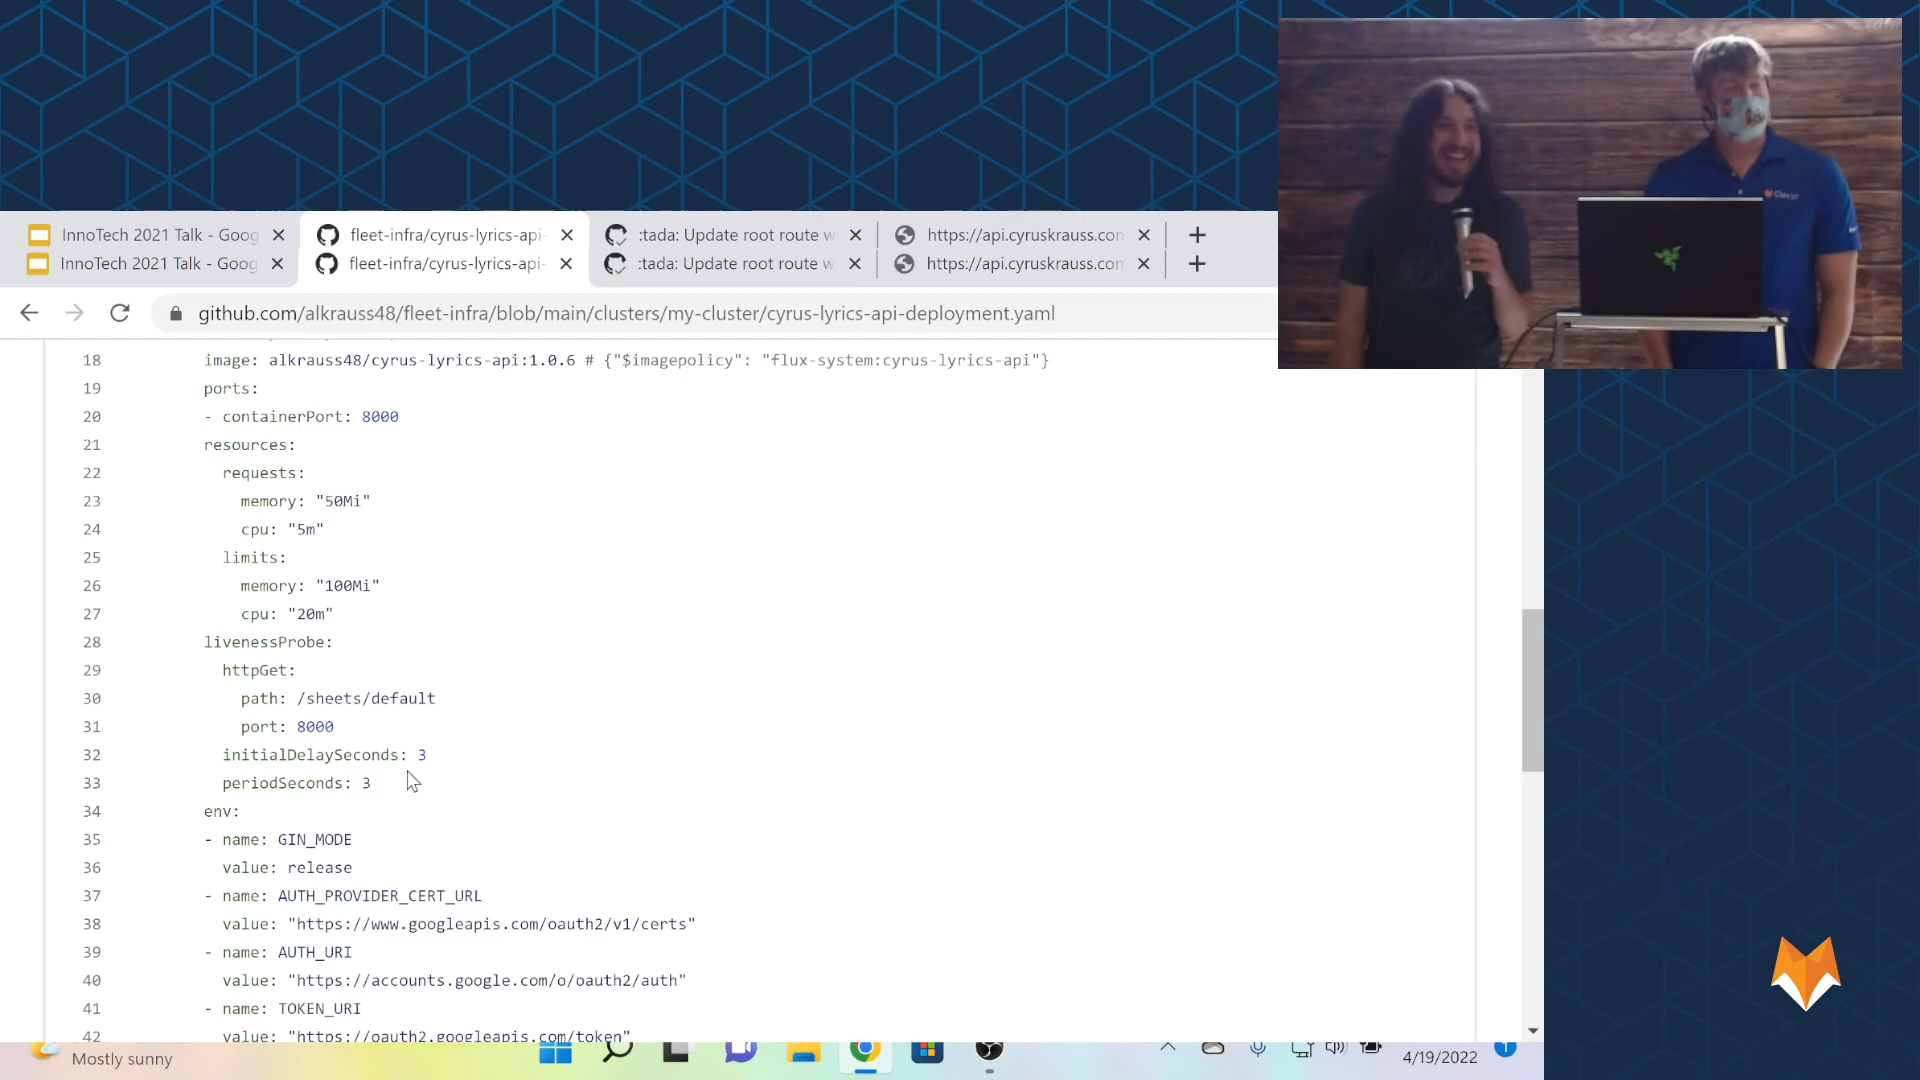 InnoTech 2021 Talk - Goog
fleet-infra/cyrus-lyrics-api-
:tada: Update root route w
https://api.cyruskrauss.com
InnoTech 2021 Talk - Goog
fleet-infra/cyrus-lyrics-api-
:tada: Update root route w
https://api.cyruskrauss.com
github.com/alkrauss48/fleet-infra/blob/main/clusters/my-cluster/cyrus-lyrics-api-deployment.yaml
18 image: alkrauss48/cyrus-lyrics-api:1.0.6 # {"$imagepolicy": "flux-system:cyrus-lyrics-api"}
19 ports:
20 - containerPort: 8000
21 resources:
22 requests:
23 memory: "50Mi"
24 cpu: "5m"
25 limits:
26 memory: "100Mi"
27 cpu: "20m"
28 livenessProbe:
29 httpGet:
30 path: /sheets/default
31 port: 8000
32 initialDelaySeconds: 3
33 periodSeconds: 3
34 env:
35 - name: GIN_MODE
36 value: release
37 - name: AUTH_PROVIDER_CERT_URL
38 value: "https://www.googleapis.com/oauth2/v1/certs"
39 - name: AUTH_URI
40 value: "https://accounts.google.com/o/oauth2/auth"
41 - name: TOKEN_URI
42 value: "https://oauth2.googleapis.com/token"
Mostly sunny
4/19/2022
1